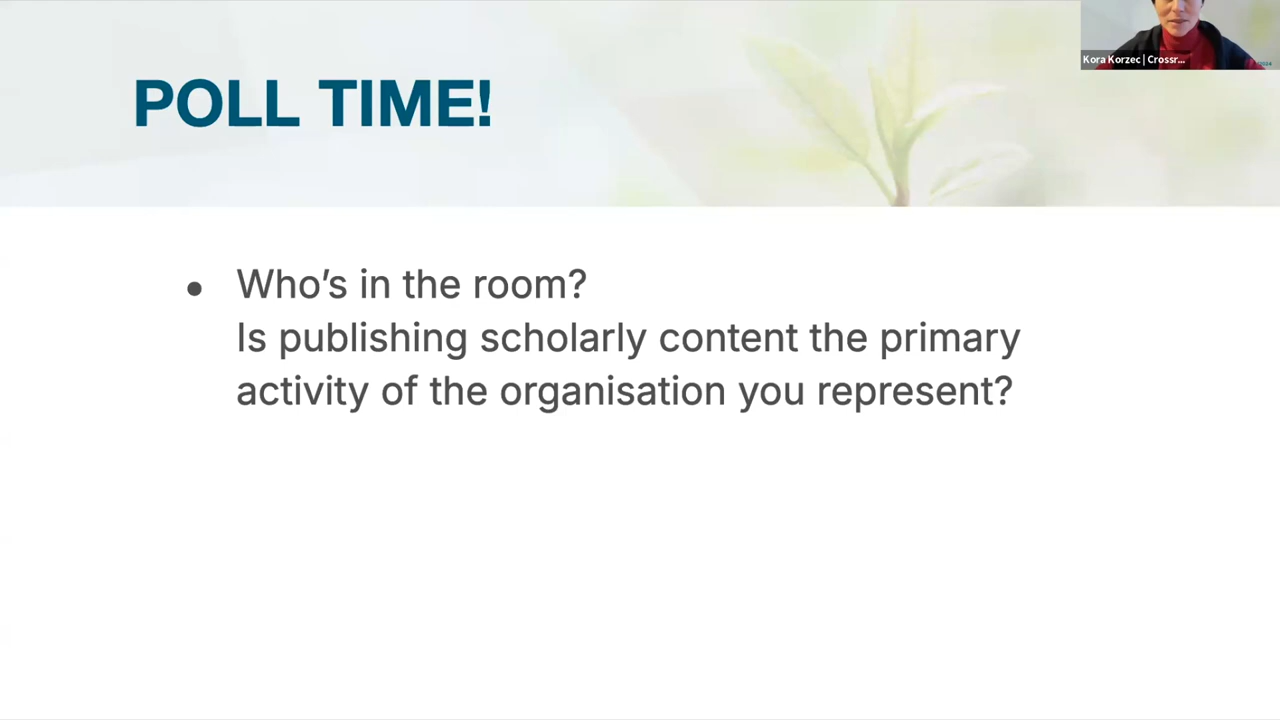 Kora Korzec | Crossr...
POLL TIME!
● Who's in the room?
Is publishing scholarly content the primary
activity of the organisation you represent?